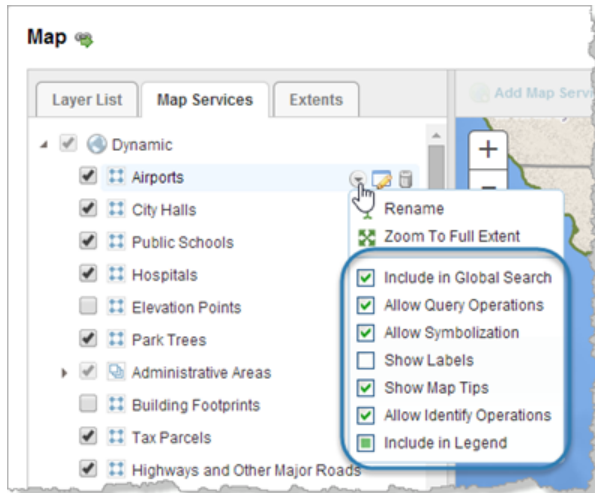 Map
Layer List Map Services Extents
Add Map Servi
Dynamic
Airports
City Halls
Public Schools
Hospitals
Elevation Points
Park Trees
Administrative Areas
Building Footprints
Tax Parcels
Highways and Other Major Roads
+
Rename
Zoom To Full Extent
Include in Global Search
Allow Query Operations
Allow Symbolization
Show Labels
Show Map Tips
Allow Identify Operations
Include in Legend